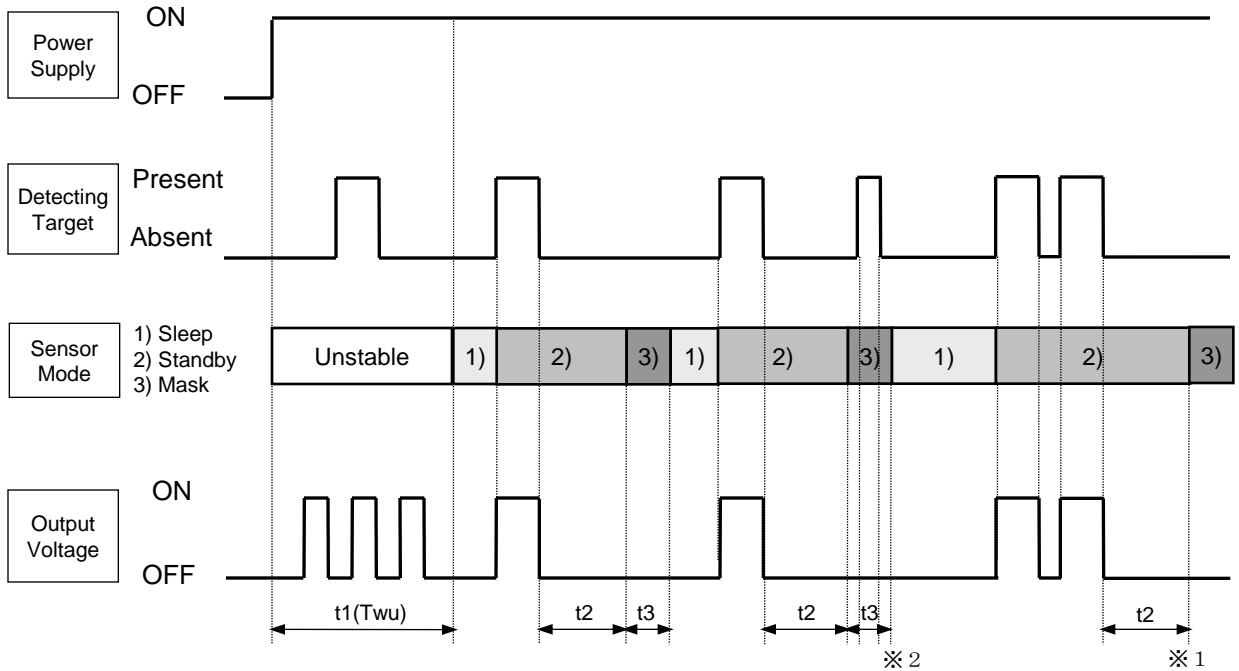 ON
Power
Supply
OFF
Present
Detecting
Target
Absent
Sensor
Mode
1) Sleep
2) Standby
3) Mask
Unstable
1)
2)
3)
1)
2)
3)
1)
2)
3)
ON
Output
Voltage
OFF
t1(Twu)
t2
t3
t2
t3
t2
※2
※1